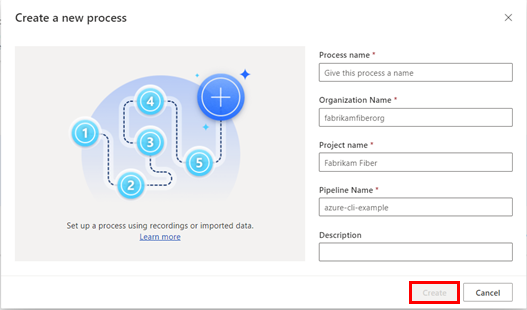 Create a new process
1
2
3
4
5
Set up a process using recordings or imported data.
Learn more
Process name *
Give this process a name
Organization Name *
fabrikamfiberorg
Project name *
Fabrikam Fiber
Pipeline Name *
azure-cli-example
Description
Create
Cancel